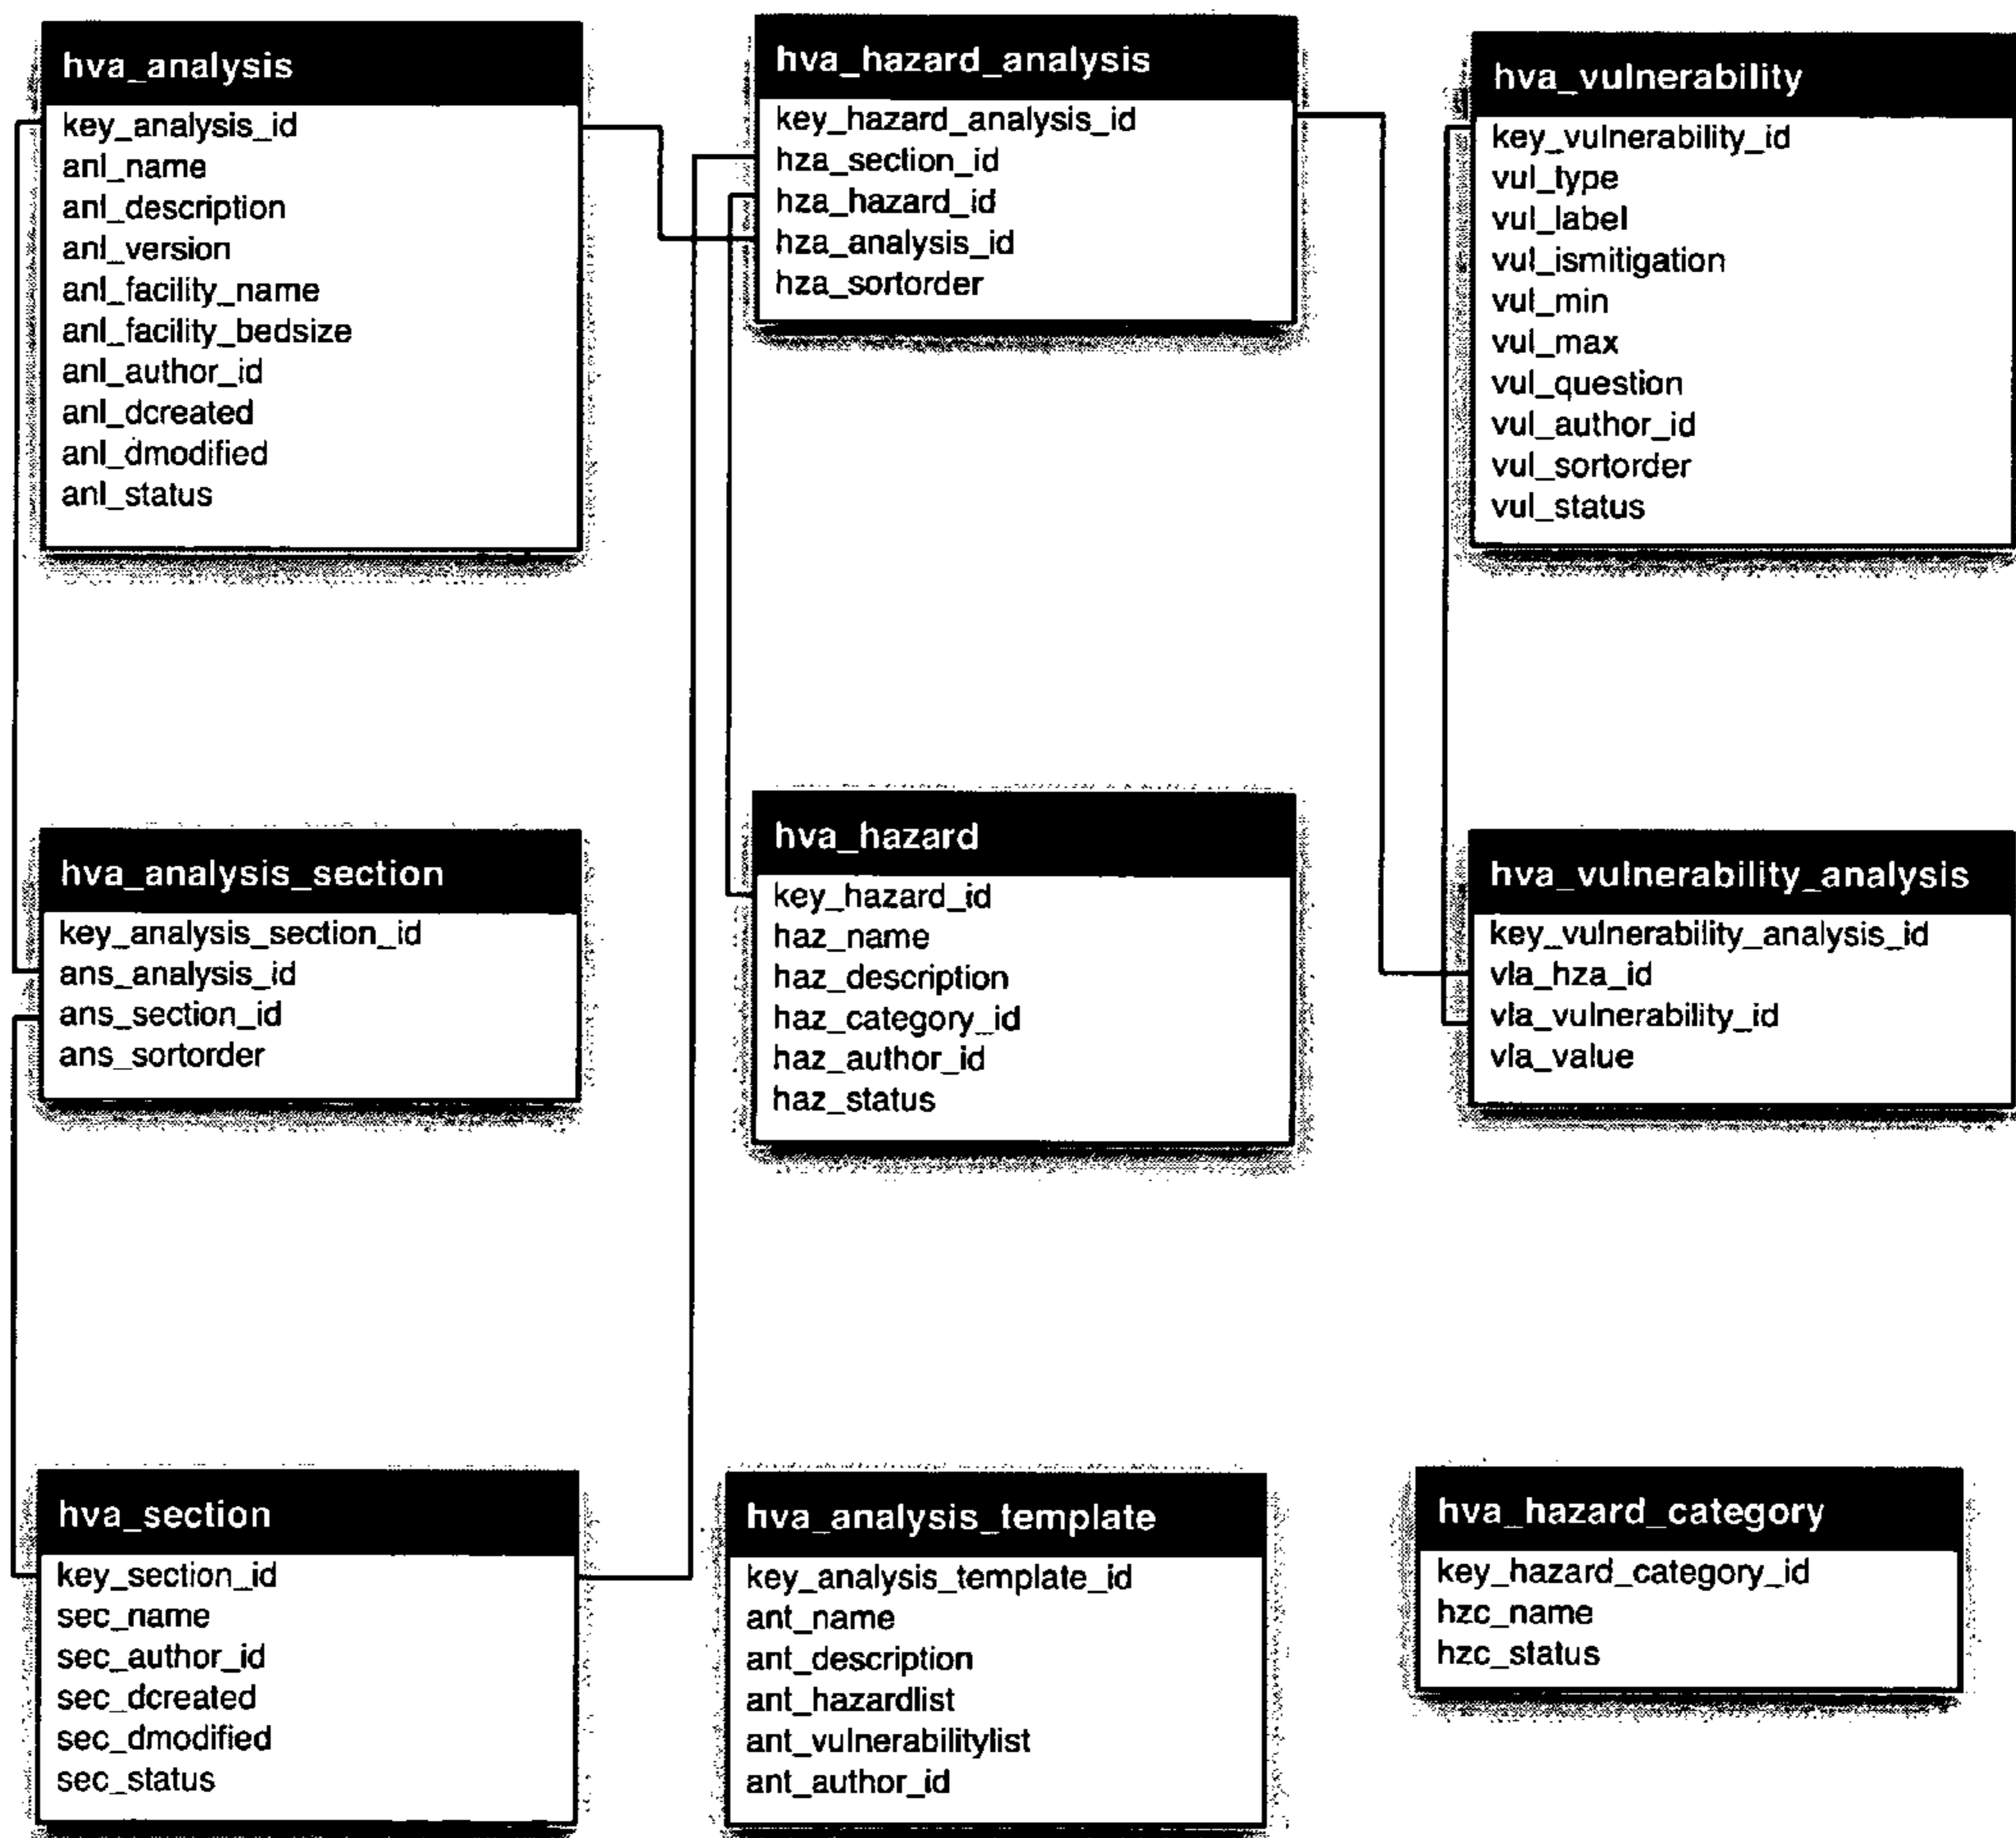 hva_analysis
key_analysis_id
anl_name
anl_description
anl_version
anl_facility_name
anl_facility_bedsize
anl_author_id
anl_dcreated
anl_dmodified
anl_status
hva_hazard_analysis
key_hazard_analysis_id
hza_section_id
hza_hazard_id
hza_analysis_id
hza_sortorder
hva_vulnerability
key_vulnerability_id
vul_type
vul_label
vul_ismitigation
vul_min
vul_max
vul_question
vul_author_id
vul_sortorder
vul_status
hva_analysis_section
key_analysis_section_id
ans_analysis_id
ans_section_id
ans_sortorder
hva_hazard
key_hazard_id
haz_name
haz_description
haz_category_id
haz_author_id
haz_status
hva_vulnerability_analysis
key_vulnerability_analysis_id
vla_hza_id
vla_vulnerability_id
vla_value
hva_section
key_section_id
sec_name
sec_author_id
sec_dcreated
sec_dmodified
sec_status
hva_analysis_template
key_analysis_template_id
ant_name
ant_description
ant_hazardlist
ant_vulnerabilitylist
ant_author_id
hva_hazard_category
key_hazard_category_id
hzc_name
hzc_status